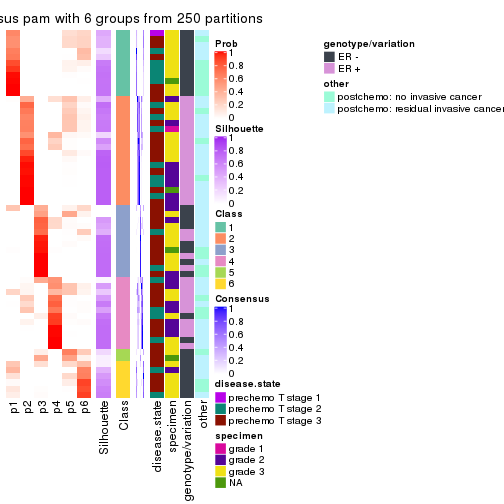 sus pam with 6 groups from 250 partitions
Prob
1
0.8
0.6
0.4
0.2
0
Silhouette
1
0.8
0.6
0.4
0.2
0
Class
1
2
3
4
5
6
Consensus
1
0.8
0.6
0.4
0.2
0
disease.state
prechemo T stage 1
prechemo T stage 2
prechemo T stage 3
specimen
grade 1
grade 2
grade 3
NA
genotype/variation
ER -
ER +
other
postchemo: no invasive cancer
postchemo: residual invasive cancer
p1
p2
p3
p4
p5
p6
Silhouette
Class
disease.state
specimen
genotype/variation
other